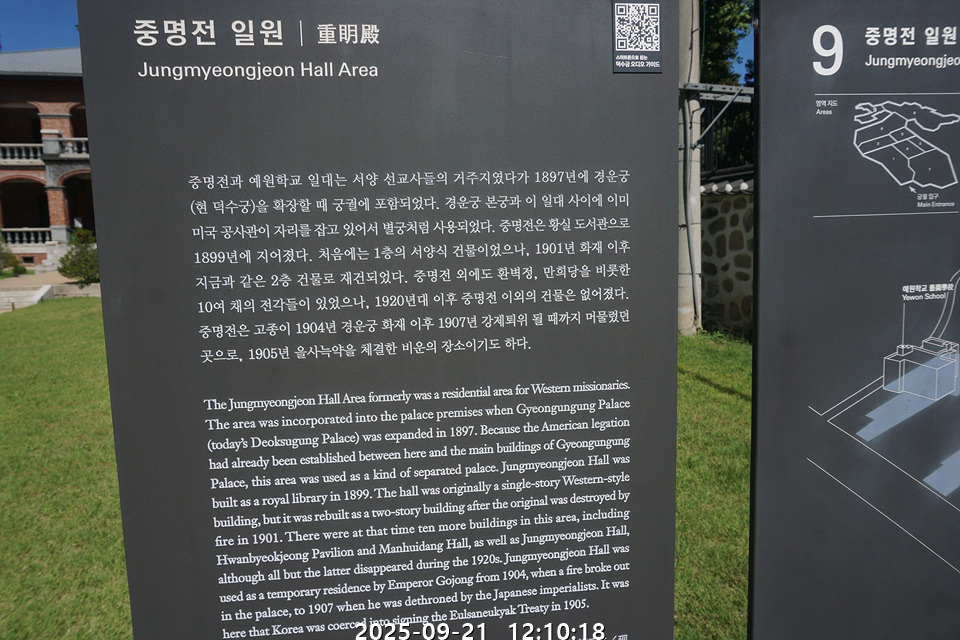 중명전 일원 | 重眀殿
Jungmyeongjeon Hall Area
스마트폰으로 듣는
덕수궁 오디오 가이드
중명전과 예원학교 일대는 서양 선교사들의 거주지였다가 1897년에 경운궁
(현 덕수궁)을 확장할 때 궁궐에 포함되었다. 경운궁 본궁과 이 일대 사이에 이미
미국 공사관이 자리를 잡고 있어서 별궁처럼 사용되었다. 중명전은 황실 도서관으로
1899년에 지어졌다. 처음에는 1층의 서양식 건물이었으나, 1901년 화재 이후
지금과 같은 2층 건물로 재건되었다. 중명전 외에도 환벽정, 만희당을 비롯한
10여 채의 전각들이 있었으나, 1920년대 이후 중명전 이외의 건물은 없어졌다.
중명전은 고종이 1904년 경운궁 화재 이후 1907년 강제퇴위 될 때까지 머물렀던
곳으로, 1905년 을사늑약을 체결한 비운의 장소이기도 하다.
The Jungmyeongjeon Hall Area formerly was a residential area for Western missionaries.
The area was incorporated into the palace premises when Gyeongungung Palace
(today's Deoksugung Palace) was expanded in 1897. Because the American legation
had already been established between here and the main buildings of Gyeongungung
Palace, this area was used as a kind of separated palace. Jungmyeongjeon Hall was
built as a royal library in 1899. The hall was originally a single-story Western-style
building, but it was rebuilt as a two-story building after the original was destroyed by
fire in 1901. There were at that time ten more buildings in this area, including
Hwanbyeokjeong Pavilion and Manhuidang Hall, as well as Jungmyeongjeon Hall,
although all but the latter disappeared during the 1920s. Jungmyeongjeon Hall was
used as a temporary residence by Emperor Gojong from 1904, when a fire broke out
in the palace, to 1907 when he was dethroned by the Japanese imperialists. It was
here that Korea was coerced into signing the Eulsaneukyak Treaty in 1905.
9 중명전 일원
Jungmyeongjeo
영역 지도
Areas
궁궐 입구
Main Entrance
예원학교 藝園學校
Yewon School
2025-09-21 12:10:18